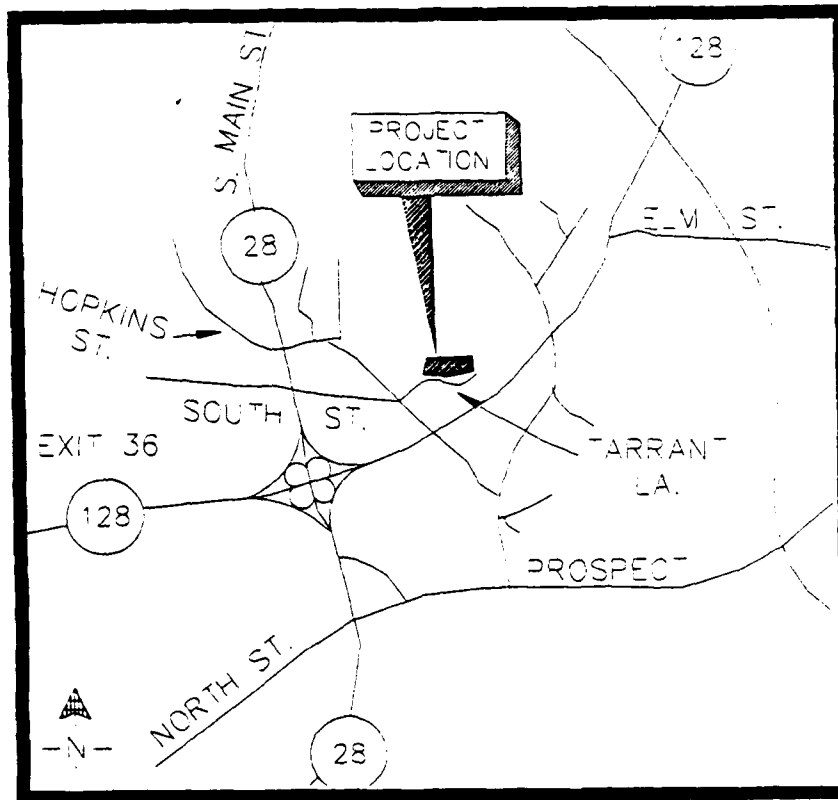 S. MAIN ST.
128
PROJECT
LOCATION
ELM ST.
28
HOPKINS
ST.
SOUTH ST.
EXIT 36
TARRANT
LA.
128
PROSPECT
NORTH ST.
-N-
28